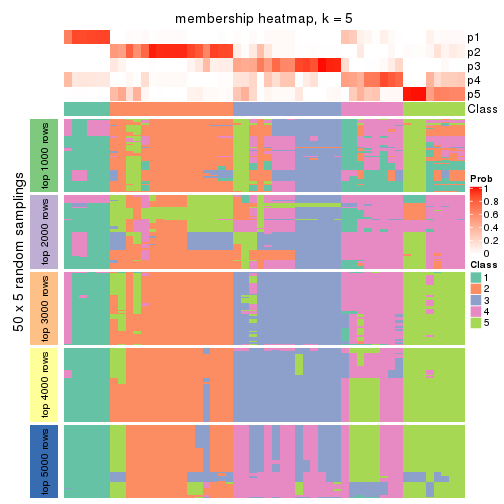 membership heatmap, k = 5
p1
p2
p3
p4
p5
Class
50 x 5 random samplings
top 1000 rows
top 2000 rows
top 3000 rows
top 4000 rows
top 5000 rows
Prob
1
0.8
0.6
0.4
0.2
0
Class
1
2
3
4
5